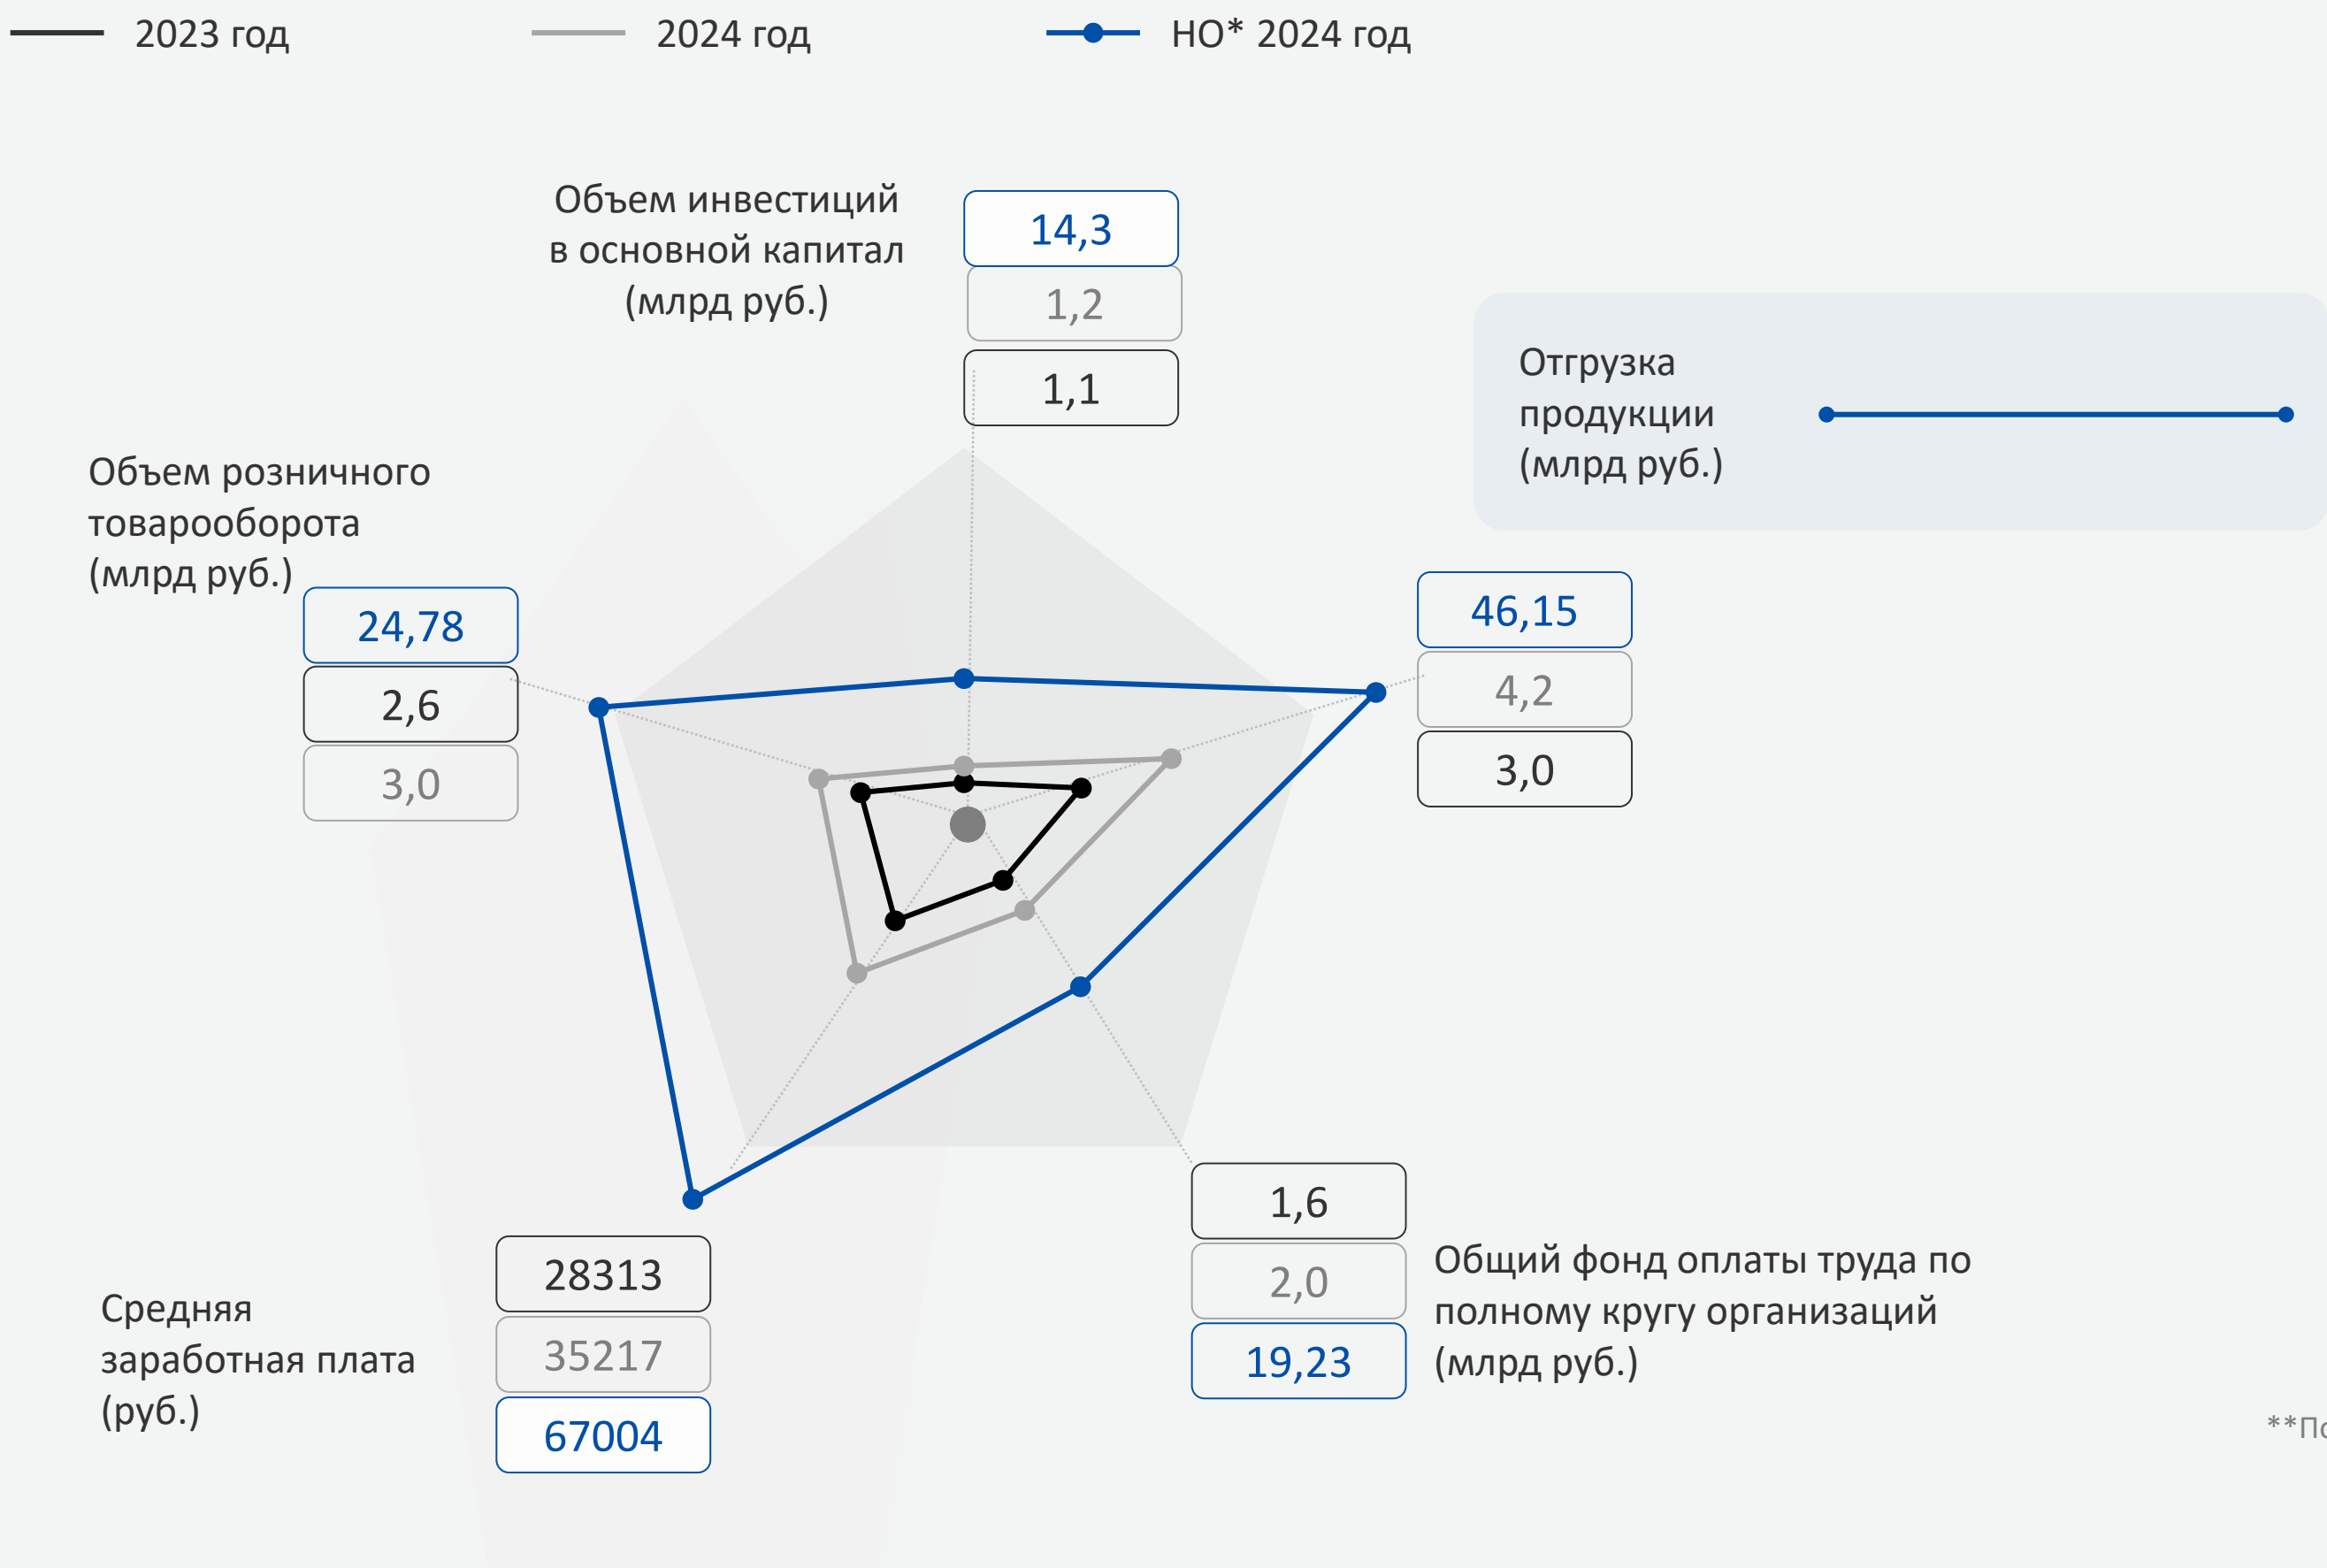 2023 год
2024 год
НО* 2024 год
Объем инвестиций
в основной капитал
(млрд руб.)
14,3
1,2
1,1
Отгрузка
продукции
(млрд руб.)
Объем розничного
товарооборота
(млрд руб.)
24,78
2,6
3,0
46,15
4,2
3,0
Средняя
заработная плата
(руб.)
28313
35217
67004
1,6
2,0
19,23
Общий фонд оплаты труда по
полному кругу организаций
(млрд руб.)